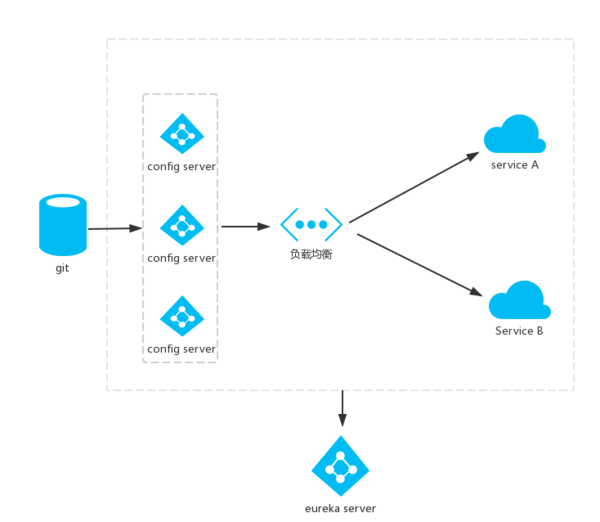 config server
service A
config server
负载均衡
git
Service B
config server
eureka server